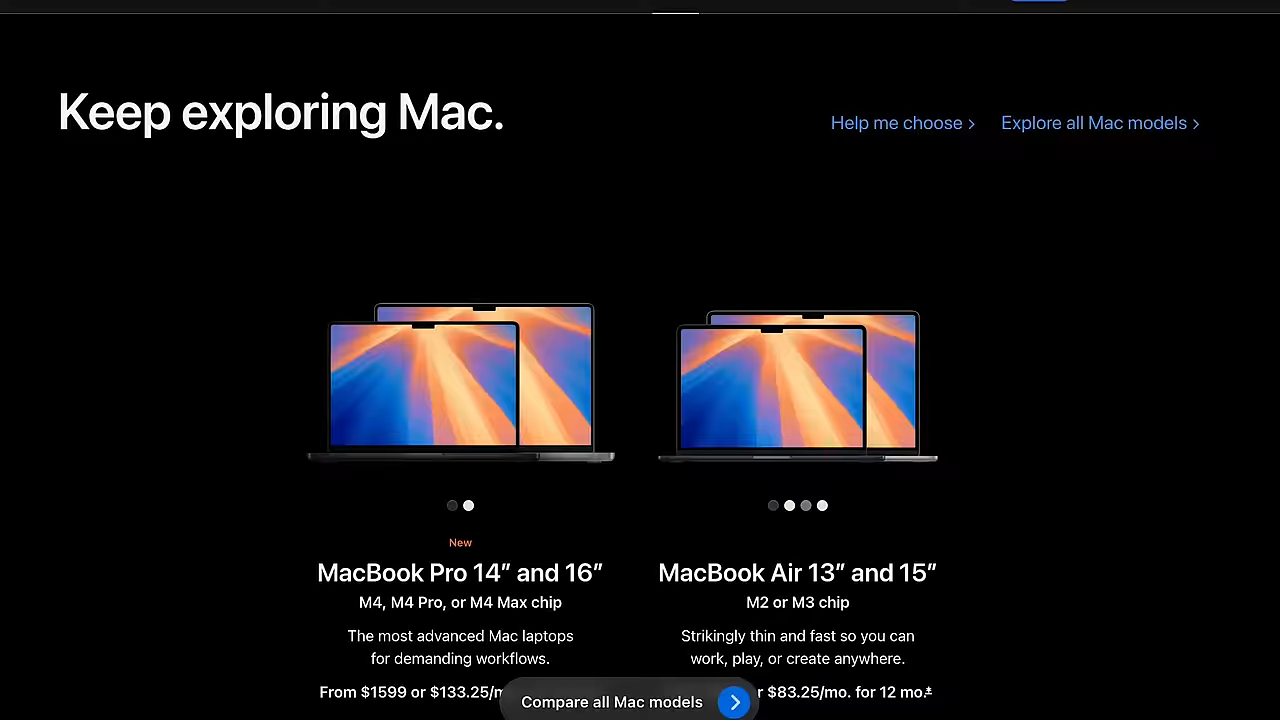 Keep exploring Mac.
Help me choose >
Explore all Mac models >
New
MacBook Pro 14″ and 16″
M4, M4 Pro, or M4 Max chip
The most advanced Mac laptops
for demanding workflows.
From $1599 or $133.25/m
MacBook Air 13″ and 15″
M2 or M3 chip
Strikingly thin and fast so you can
work, play, or create anywhere.
r $83.25/mo. for 12 mo.±
Compare all Mac models